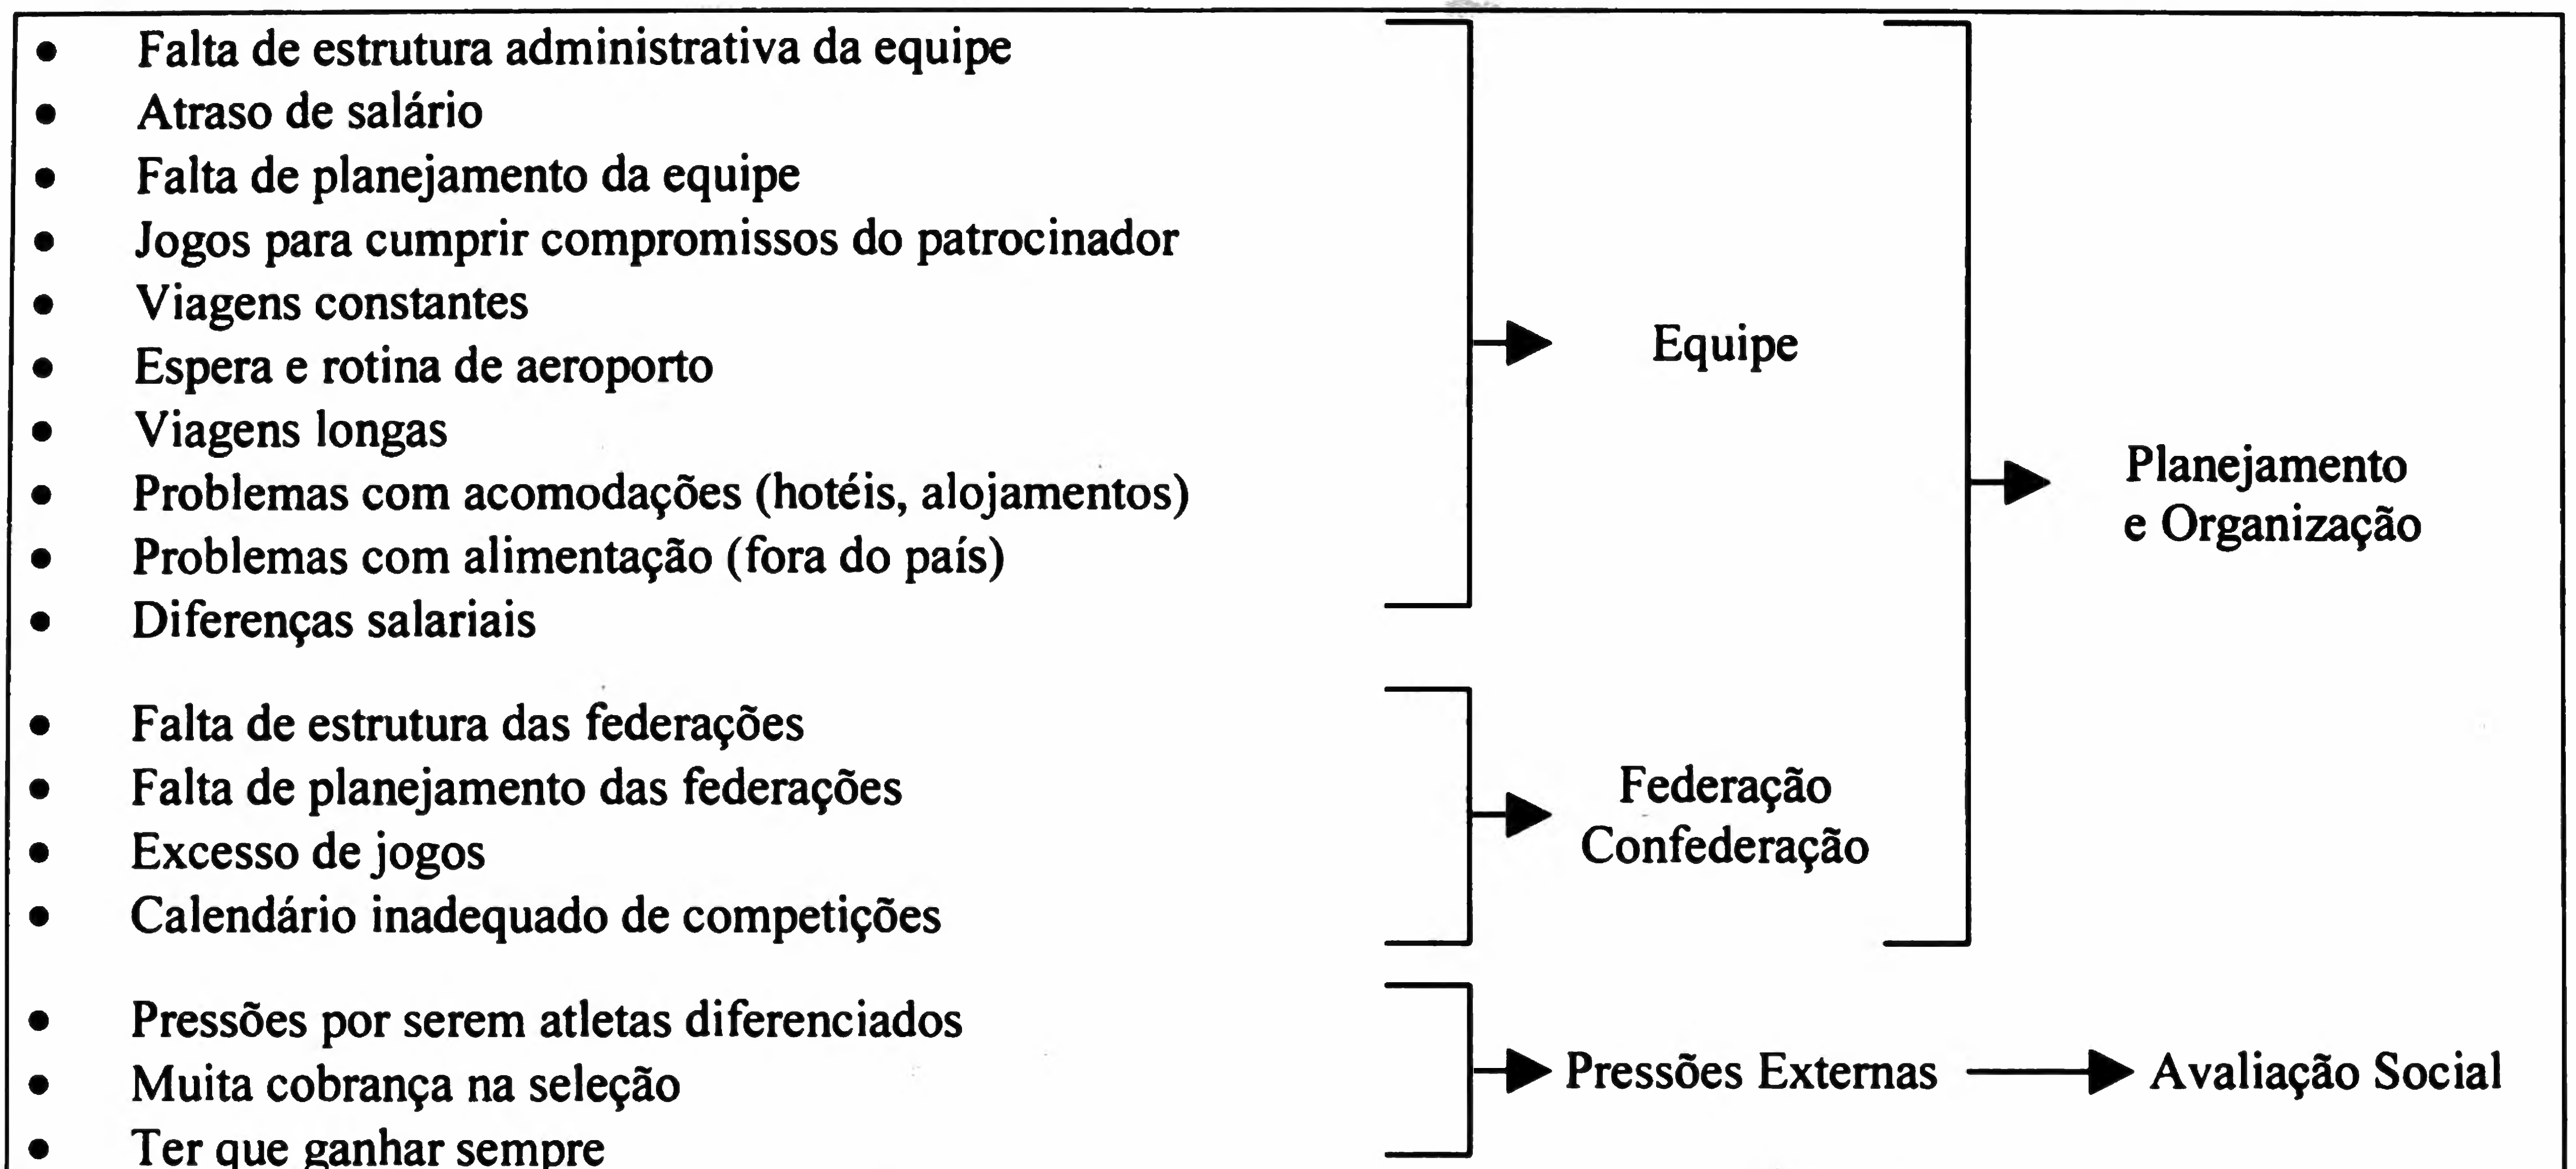 • Falta de estrutura administrativa da equipe
• Atraso de salário
• Falta de planejamento da equipe
• Jogos para cumprir compromissos do patrocinador
• Viagens constantes
• Espera e rotina de aeroporto
• Viagens longas
• Problemas com acomodações (hotéis, alojamentos)
• Problemas com alimentação (fora do país)
• Diferenças salariais
Equipe
• Falta de estrutura das federações
• Falta de planejamento das federações
• Excesso de jogos
• Calendário inadequado de competições
Federação
Confederação
Planejamento
e Organização
• Pressões por serem atletas diferenciados
• Muita cobrança na seleção
• Ter que ganhar sempre
Pressões Externas
Avaliação Social